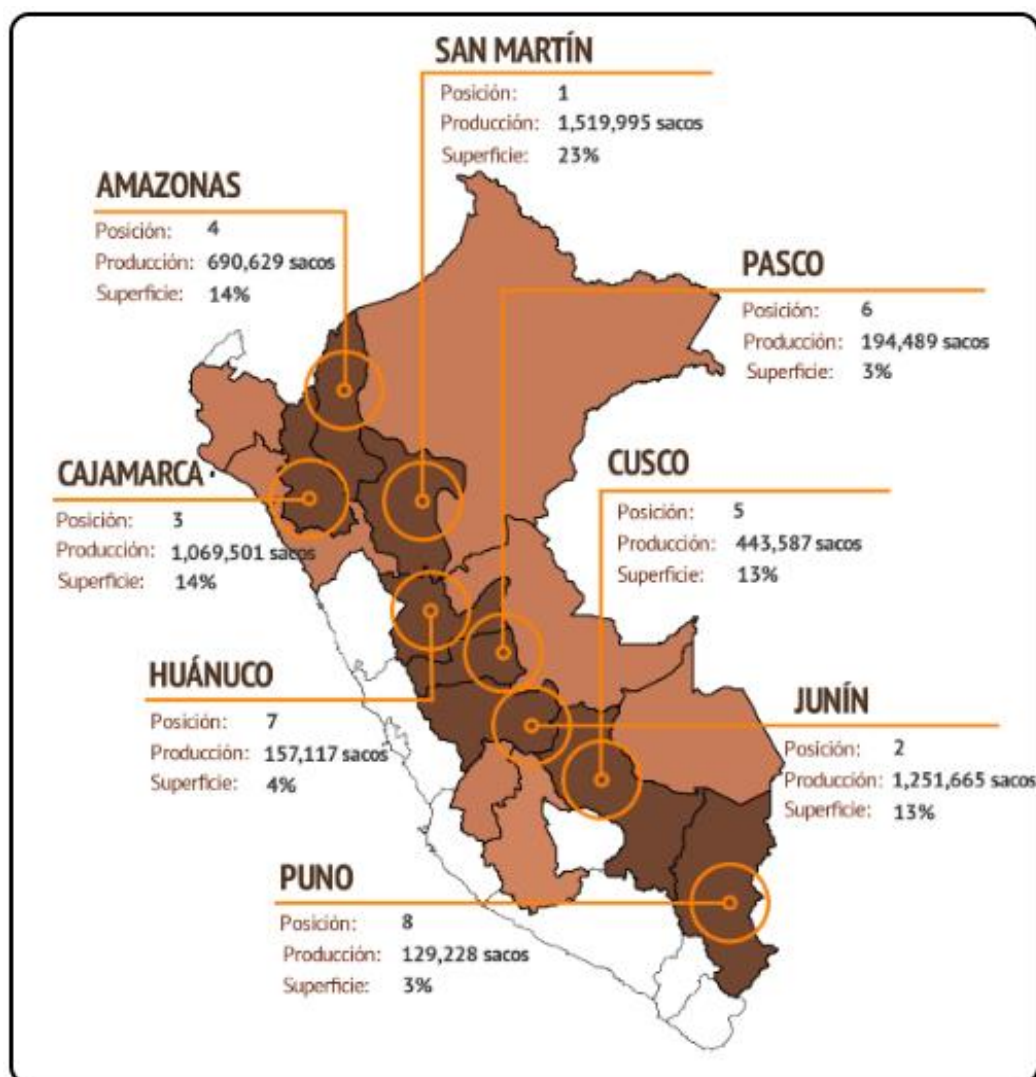 SAN MARTÍN
Posición: 1
Producción: 1,519,995 sacos
Superficie: 23%
AMAZONAS
Posición: 4
Producción: 690,629 sacos
Superficie: 14%
PASCO
Posición: 6
Producción: 194,489 sacos
Superficie: 3%
CAJAMARCA
Posición: 3
Producción: 1,069,501 sacos
Superficie: 14%
CUSCO
Posición: 5
Producción: 443,587 sacos
Superficie: 13%
HUÁNUCO
Posición: 7
Producción: 157,117 sacos
Superficie: 4%
JUNÍN
Posición: 2
Producción: 1,251,665 sacos
Superficie: 13%
PUNO
Posición: 8
Producción: 129,228 sacos
Superficie: 3%